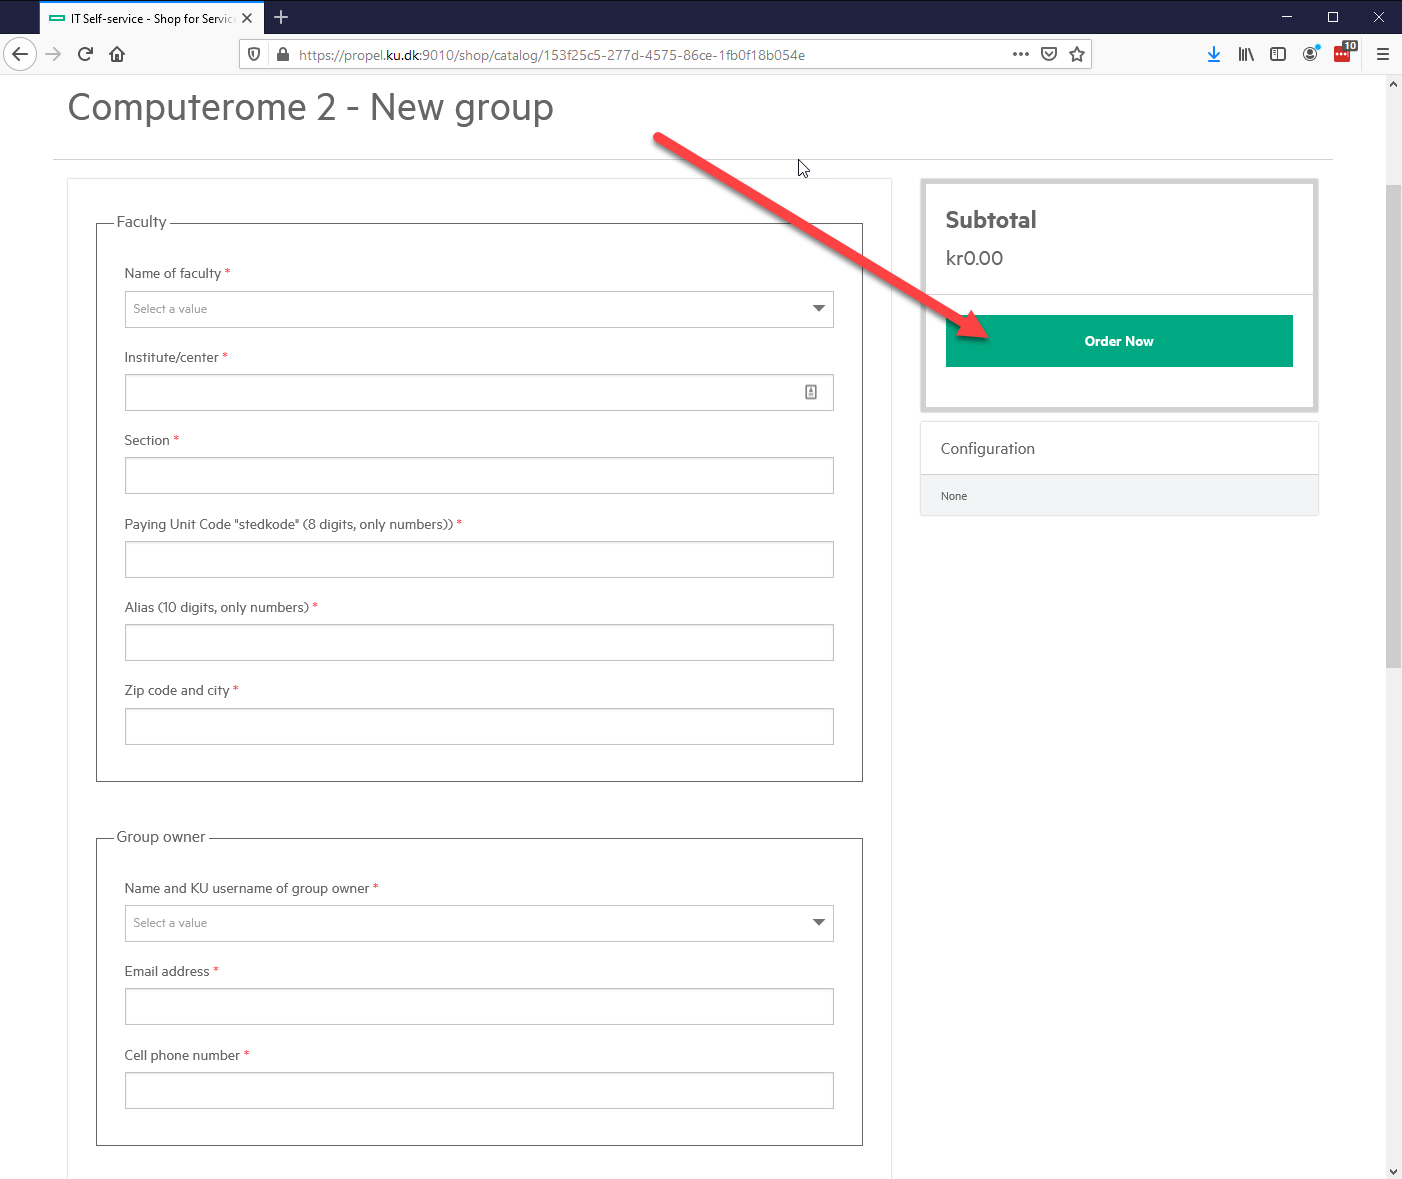 IT Self-service - Shop for Servic
https://propel.ku.dk:9010/shop/catalog/153f25c5-277d-4575-86ce-1fb0f18b054e
10
Computerome 2 - New group
Faculty
Name of faculty *
Select a value
Institute/center *
Section *
Paying Unit Code "stedkode" (8 digits, only numbers)) *
Alias (10 digits, only numbers) *
Zip code and city *
Group owner
Name and KU username of group owner *
Select a value
Email address *
Cell phone number *
Subtotal
kr0.00
Order Now
Configuration
None